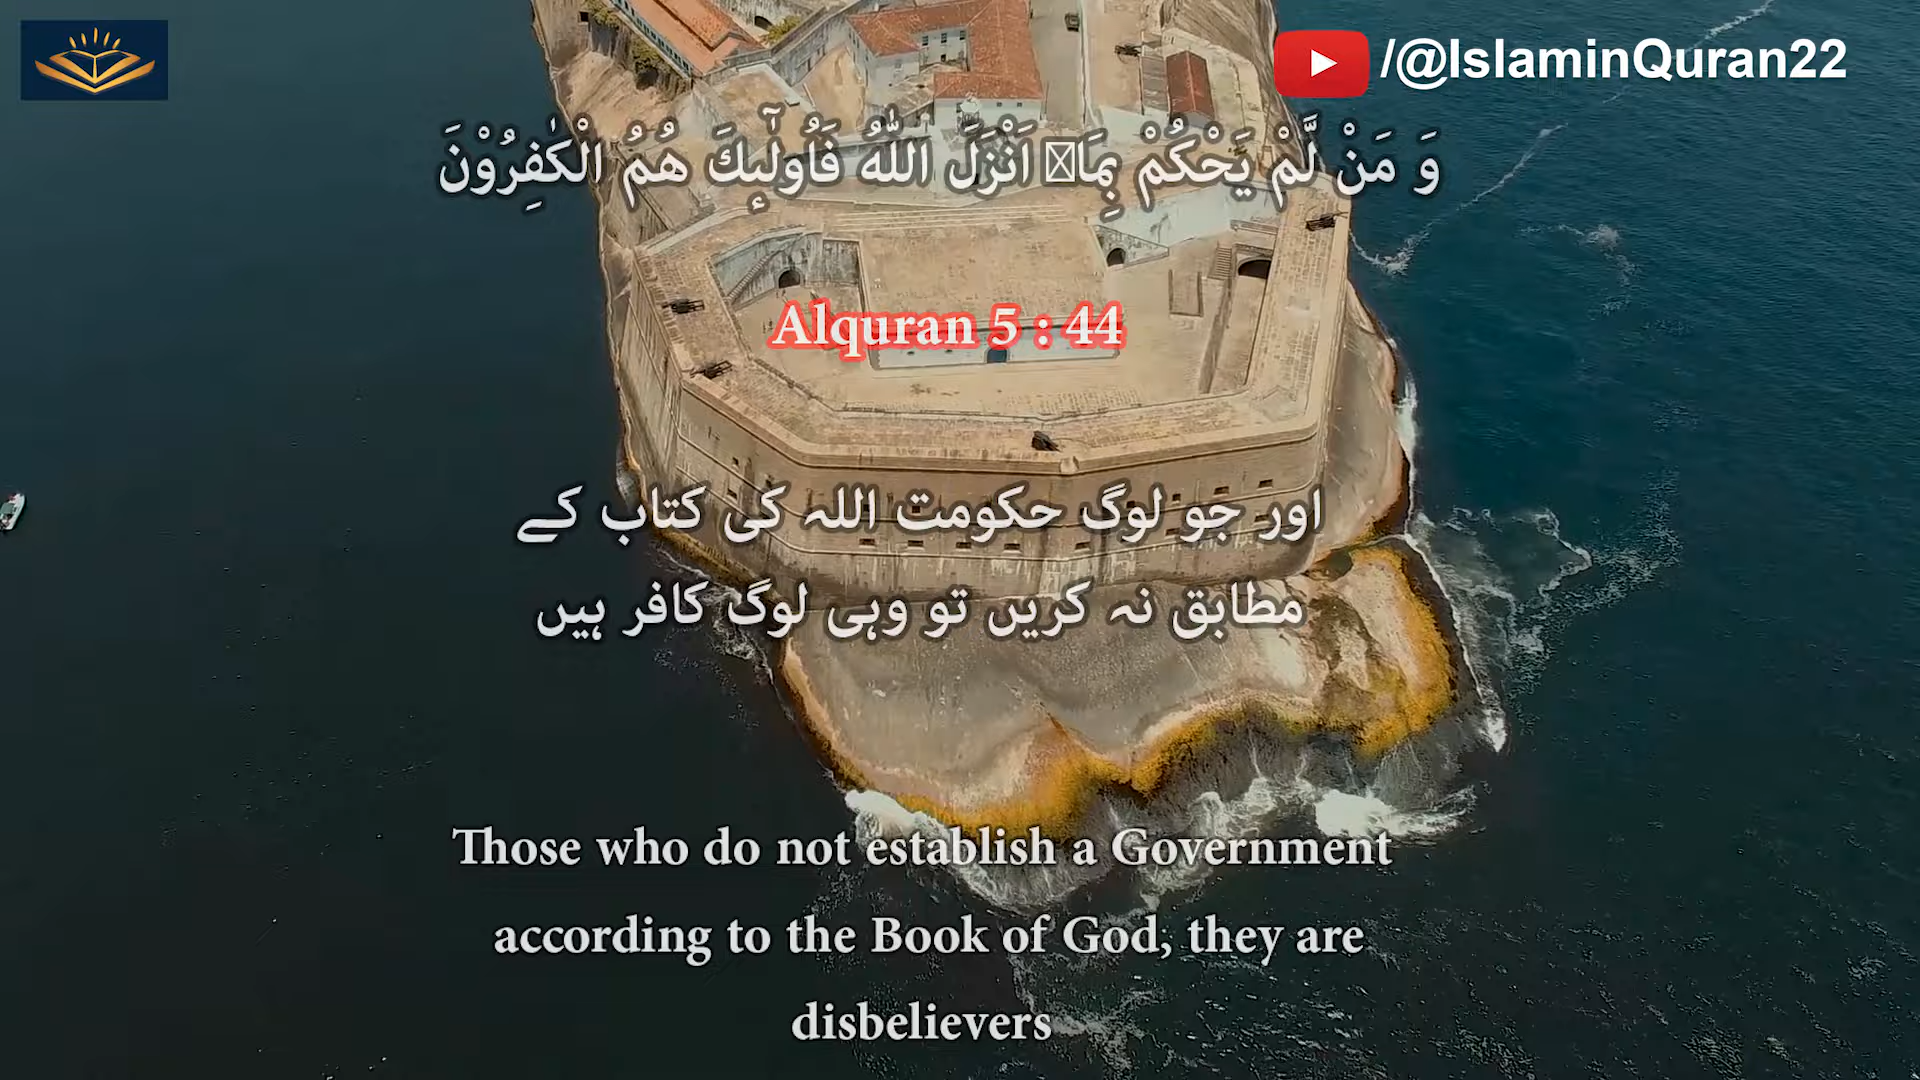 /@IslaminQuran22
وَ مَنْ لَّمْ یَحْكُمْ بِمَاۤ اَنْزَلَ اللّٰهُ فَاُولٰٓىٕكَ هُمُ الْكٰفِرُوْنَ
Alquran 5 : 44
اور جو لوگ حکومت اللہ کی کتاب کے
مطابق نہ کریں تو وہی لوگ کافر ہیں
Those who do not establish a Government
according to the Book of God, they are
disbelievers